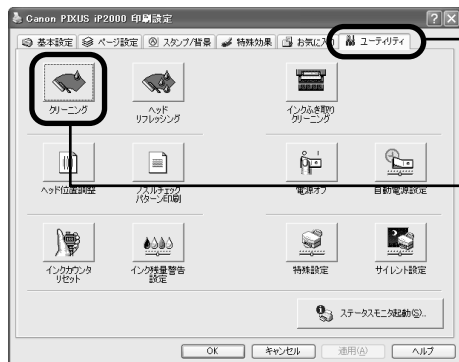 Canon PIXUS iP2000 印刷設定
基本設定 ページ設定 スタンプ/背景 特殊効果 お気に入り ユーティリティ
クリーニング
ヘッド
リフレッシング
インクふき取り
クリーニング
ヘッド位置調整
ノズルチェック
パターン印刷
電源オフ
自動電源設定
インクカウンタ
リセット
インク残量警告
設定
特殊設定
サイレント設定
ステータスモニタ起動(S)...
OK キャンセル 適用(A) ヘルプ